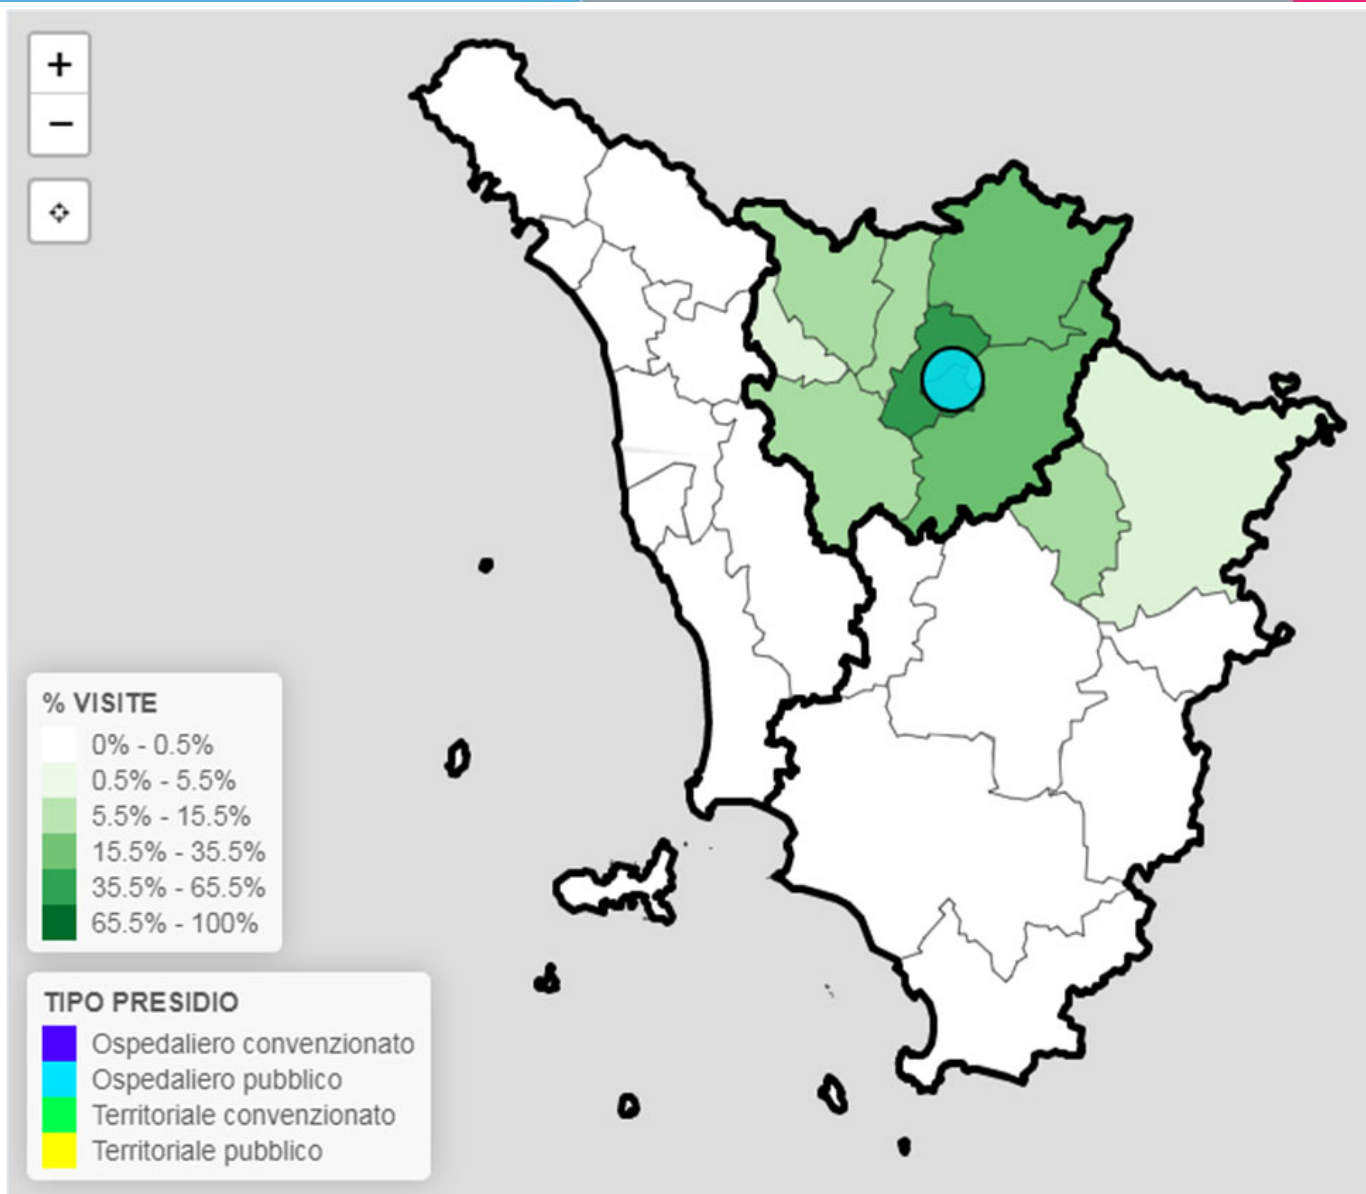 +
−
% VISITE
0% - 0.5%
0.5% - 5.5%
5.5% - 15.5%
15.5% - 35.5%
35.5% - 65.5%
65.5% - 100%
TIPO PRESIDIO
Ospedaliero convenzionato
Ospedaliero pubblico
Territoriale convenzionato
Territoriale pubblico